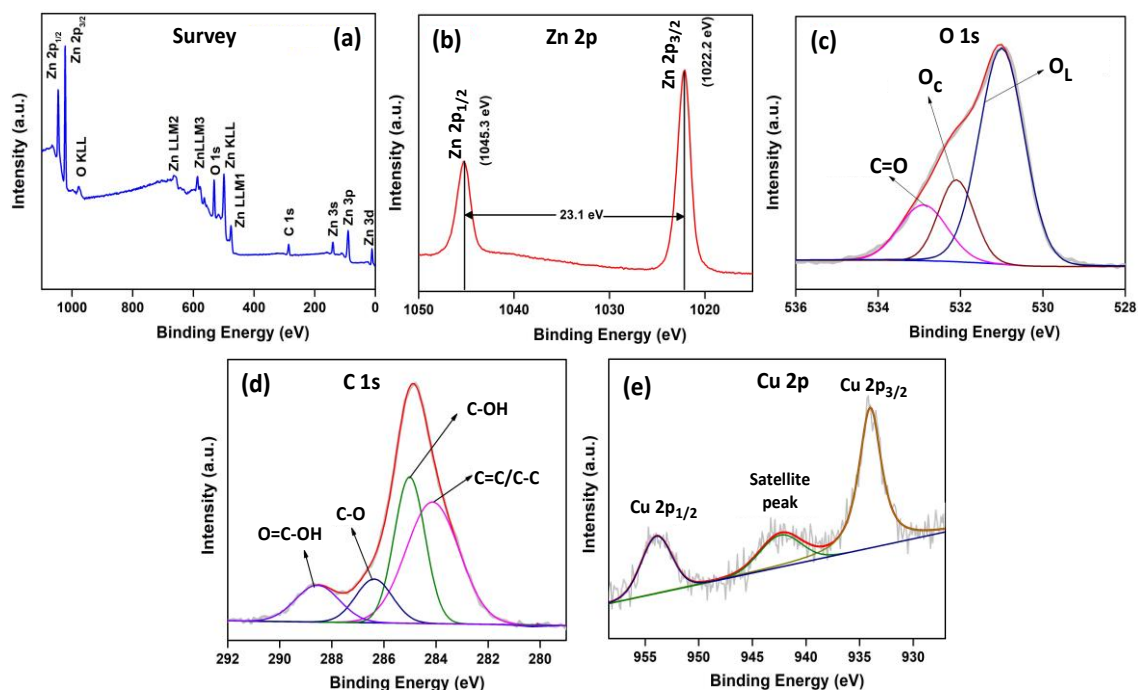 Survey
(a)
Zn 2p1/2
Zn 2p3/2
O KLL
Zn LLM2
ZnLLM3
O 1s
Zn KLL
Zn LLM1
C 1s
Zn 3s
Zn 3p
Zn 3d
Intensity (a.u.)
1000 800 600 400 200 0
Binding Energy (eV)
(b)
Zn 2p
Zn 2p1/2
(1045.3 eV)
Zn 2p3/2
(1022.2 eV)
23.1 eV
Intensity (a.u.)
1050 1040 1030 1020
Binding Energy (eV)
(c)
O 1s
OC
OL
C=O
Intensity (a.u.)
536 534 532 530 528
Binding Energy (eV)
(d)
C 1s
C-OH
C=C/C-C
C-O
O=C-OH
Intensity (a.u.)
292 290 288 286 284 282 280
Binding Energy (eV)
(e)
Cu 2p
Cu 2p3/2
Satellite
peak
Cu 2p1/2
Intensity (a.u.)
955 950 945 940 935 930
Binding Energy (eV)